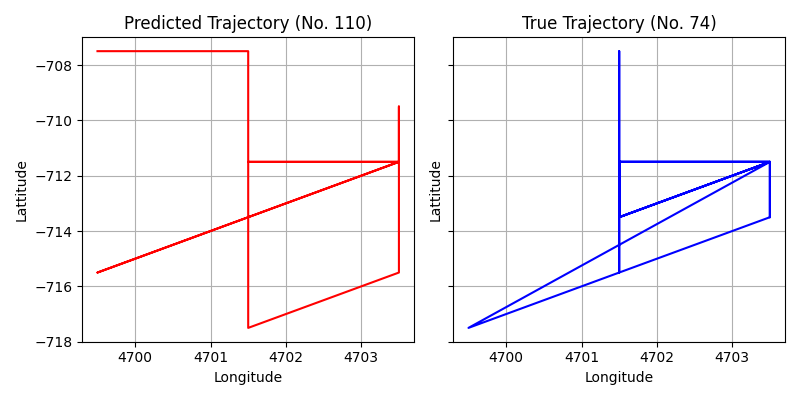 Predicted Trajectory (No. 110)
True Trajectory (No. 74)
−708
−710
−712
−714
−716
−718
Lattitude
Lattitude
4700 4701 4702 4703
4700 4701 4702 4703
Longitude
Longitude